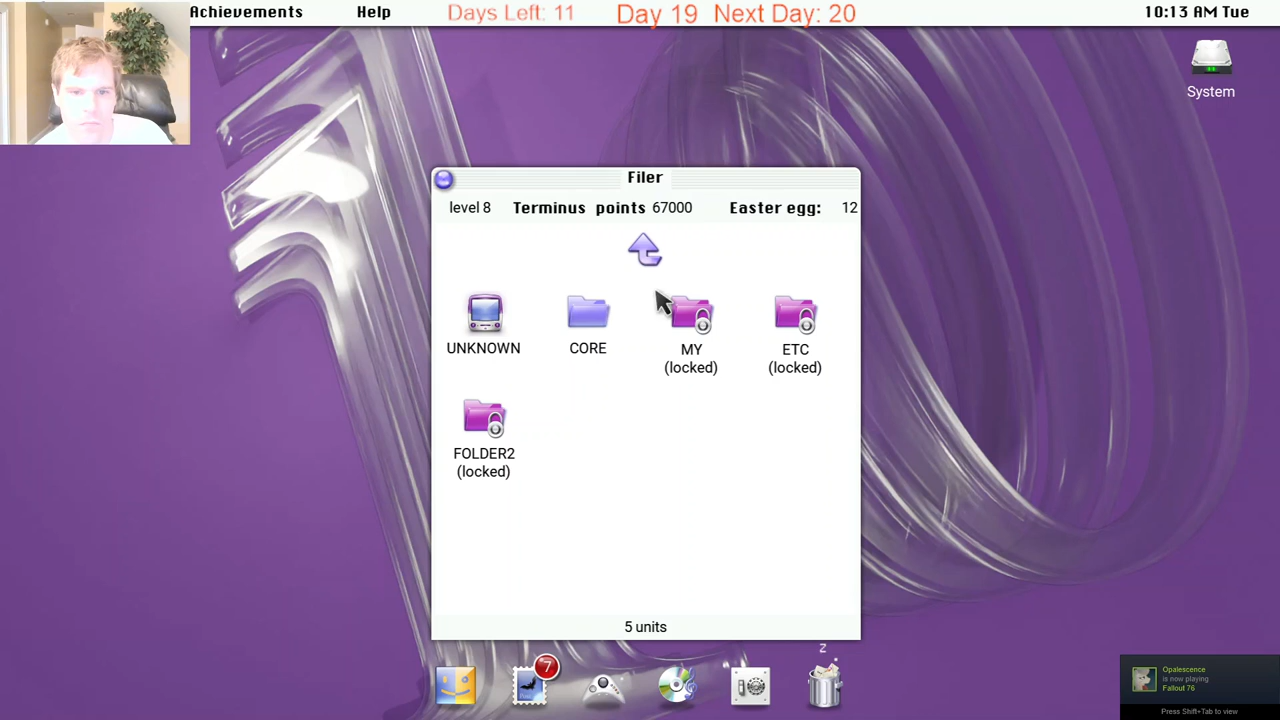 Achievements Help Days Left: 11 Day 19 Next Day: 20 10:13 AM Tue
System
Filer
level 8 Terminus points 67000 Easter egg: 12
UNKNOWN CORE MY (locked) ETC (locked)
FOLDER2 (locked)
5 units
Z
7
Opalescence
is now playing
Fallout 76
Press Shift+Tab to view